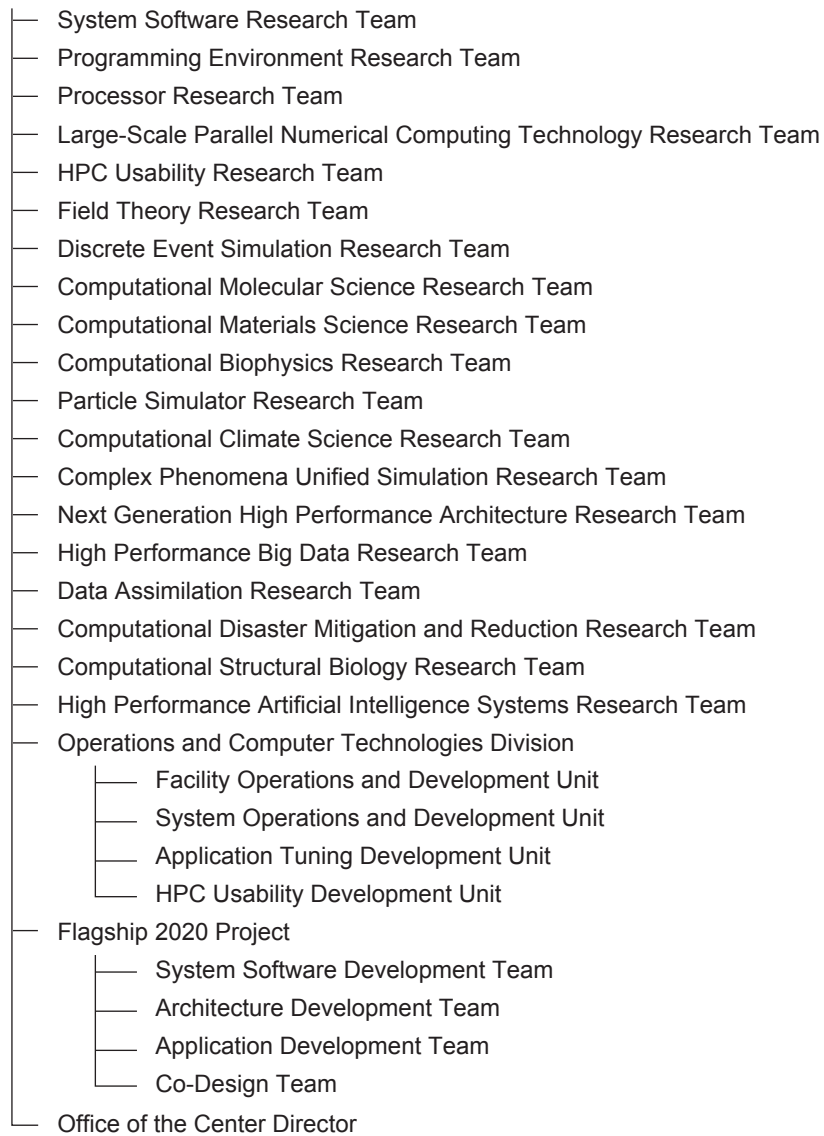 System Software Research Team
Programming Environment Research Team
Processor Research Team
Large-Scale Parallel Numerical Computing Technology Research Team
HPC Usability Research Team
Field Theory Research Team
Discrete Event Simulation Research Team
Computational Molecular Science Research Team
Computational Materials Science Research Team
Computational Biophysics Research Team
Particle Simulator Research Team
Computational Climate Science Research Team
Complex Phenomena Unified Simulation Research Team
Next Generation High Performance Architecture Research Team
High Performance Big Data Research Team
Data Assimilation Research Team
Computational Disaster Mitigation and Reduction Research Team
Computational Structural Biology Research Team
High Performance Artificial Intelligence Systems Research Team
Operations and Computer Technologies Division
Facility Operations and Development Unit
System Operations and Development Unit
Application Tuning Development Unit
HPC Usability Development Unit
Flagship 2020 Project
System Software Development Team
Architecture Development Team
Application Development Team
Co-Design Team
Office of the Center Director